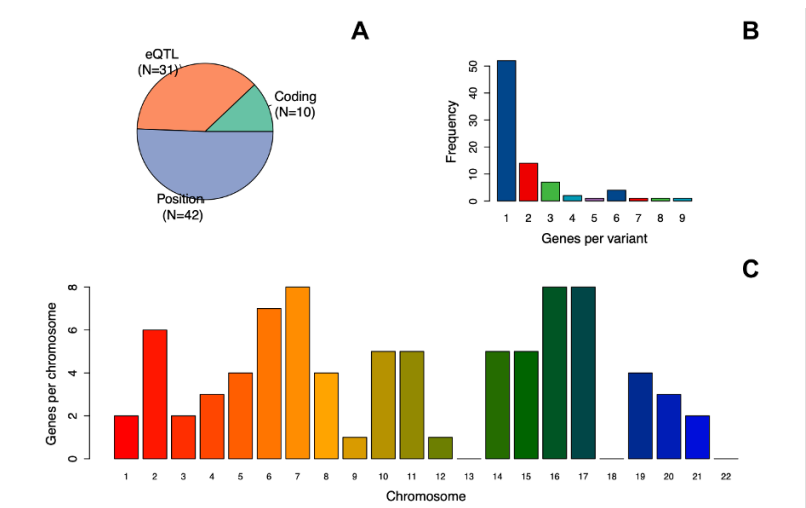 A
eQTL
(N=31)
Coding
(N=10)
Position
(N=42)
B
Frequency
50
40
30
20
10
0
1 2 3 4 5 6 7 8 9
Genes per variant
C
Genes per chromosome
8
6
4
2
0
1 2 3 4 5 6 7 8 9 10 11 12 13 14 15 16 17 18 19 20 21 22
Chromosome